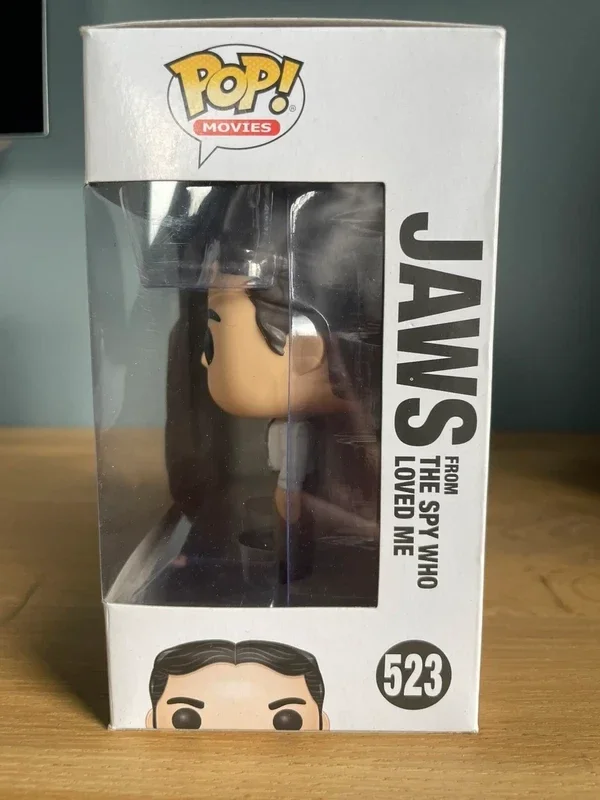 POP!®
MOVIES
JAWS
FROM
THE SPY WHO
LOVED ME
523